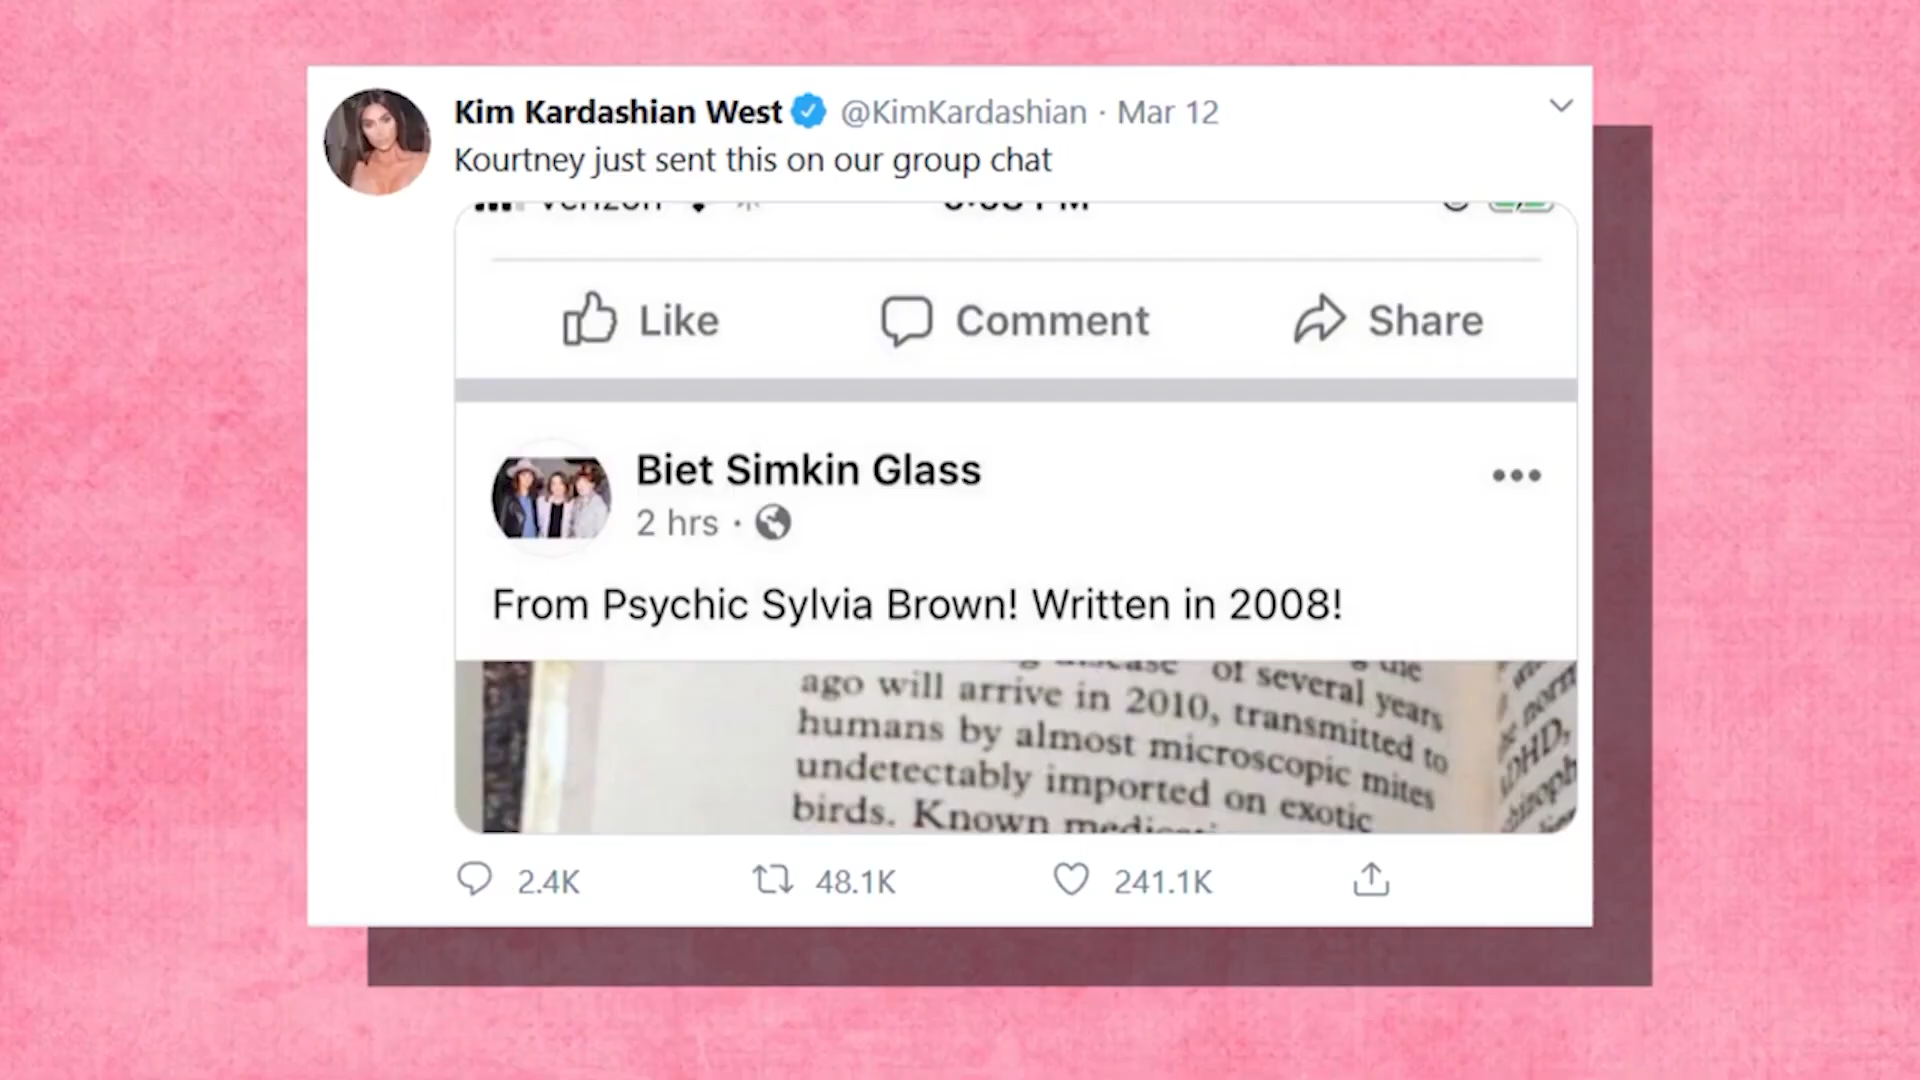 Kim Kardashian West @KimKardashian · Mar 12
Kourtney just sent this on our group chat
Like Comment Share
Biet Simkin Glass
2 hrs ·
From Psychic Sylvia Brown! Written in 2008!
disease of several years
ago will arrive in 2010, transmitted to
humans by almost microscopic mites
undetectably imported on exotic
birds. Known
2.4K 48.1K 241.1K